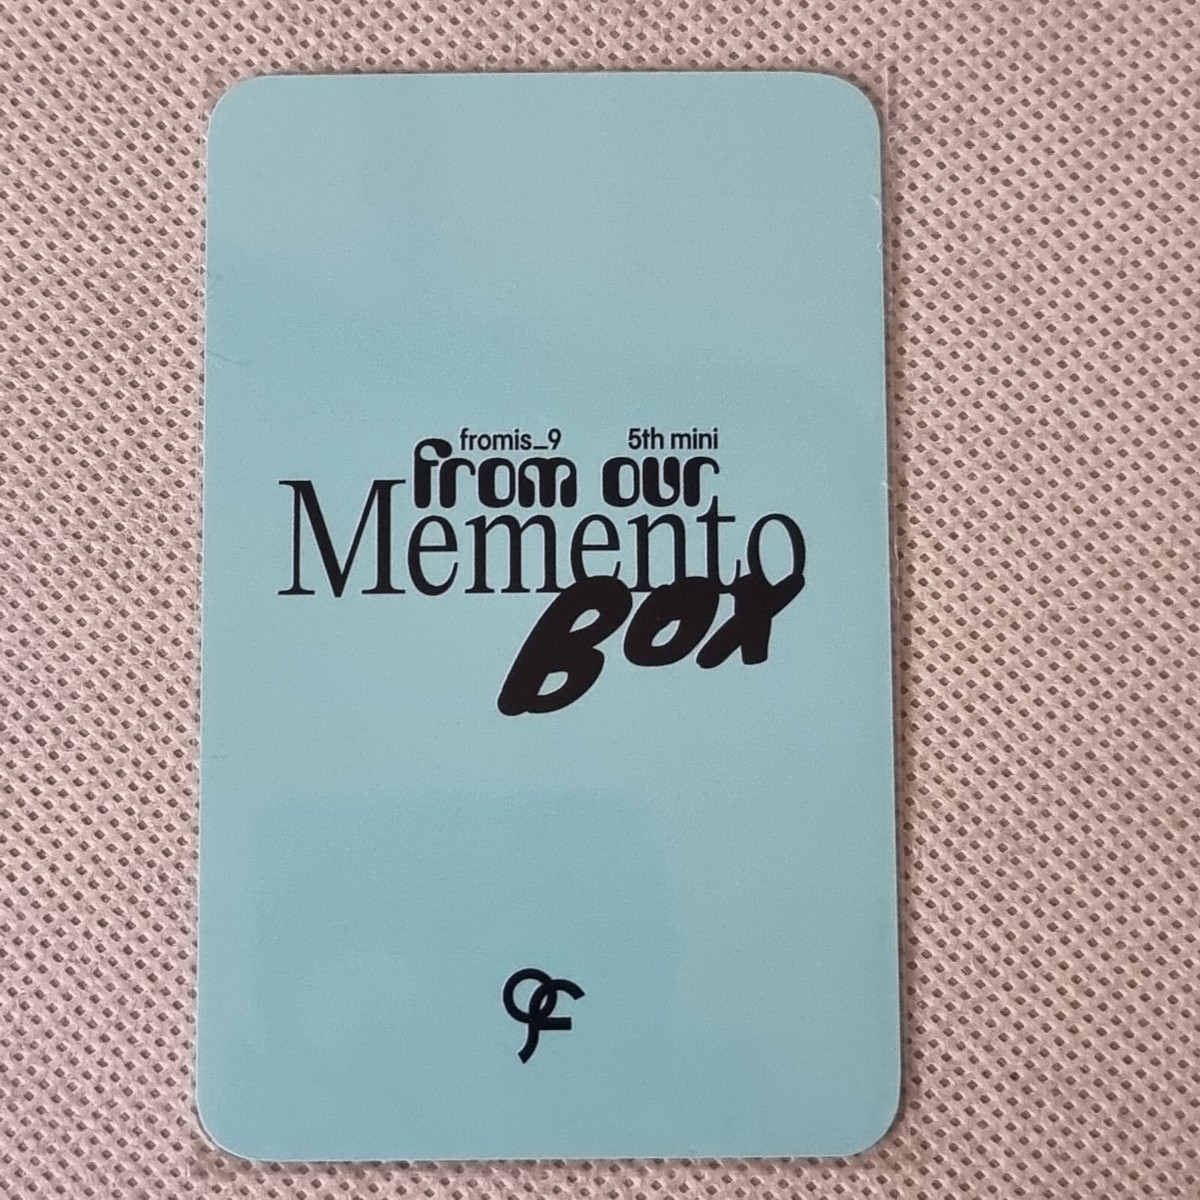 fromis_9 5th mini
from our
Memento
BOX